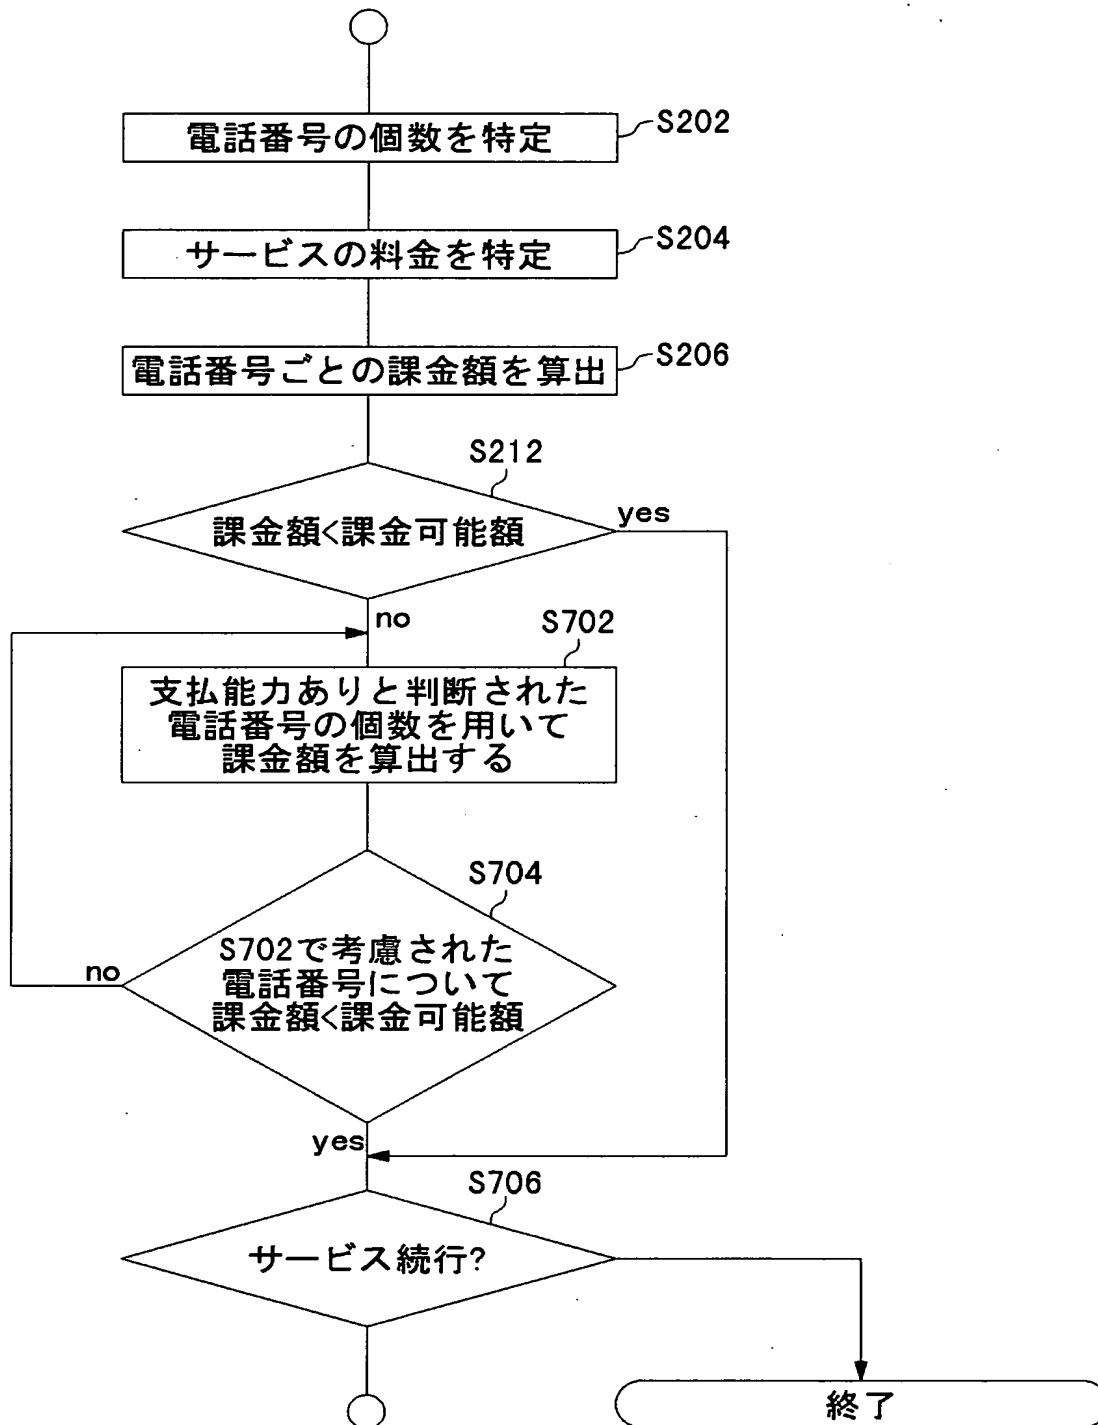 電話番号の個数を特定
S202
サービスの料金を特定
S204
電話番号ごとの課金額を算出
S206
S212
課金額<課金可能額
yes
no
S702
支払能力ありと判断された
電話番号の個数を用いて
課金額を算出する
S704
S702で考慮された
電話番号について
課金額<課金可能額
no
yes
S706
サービス続行?
終了